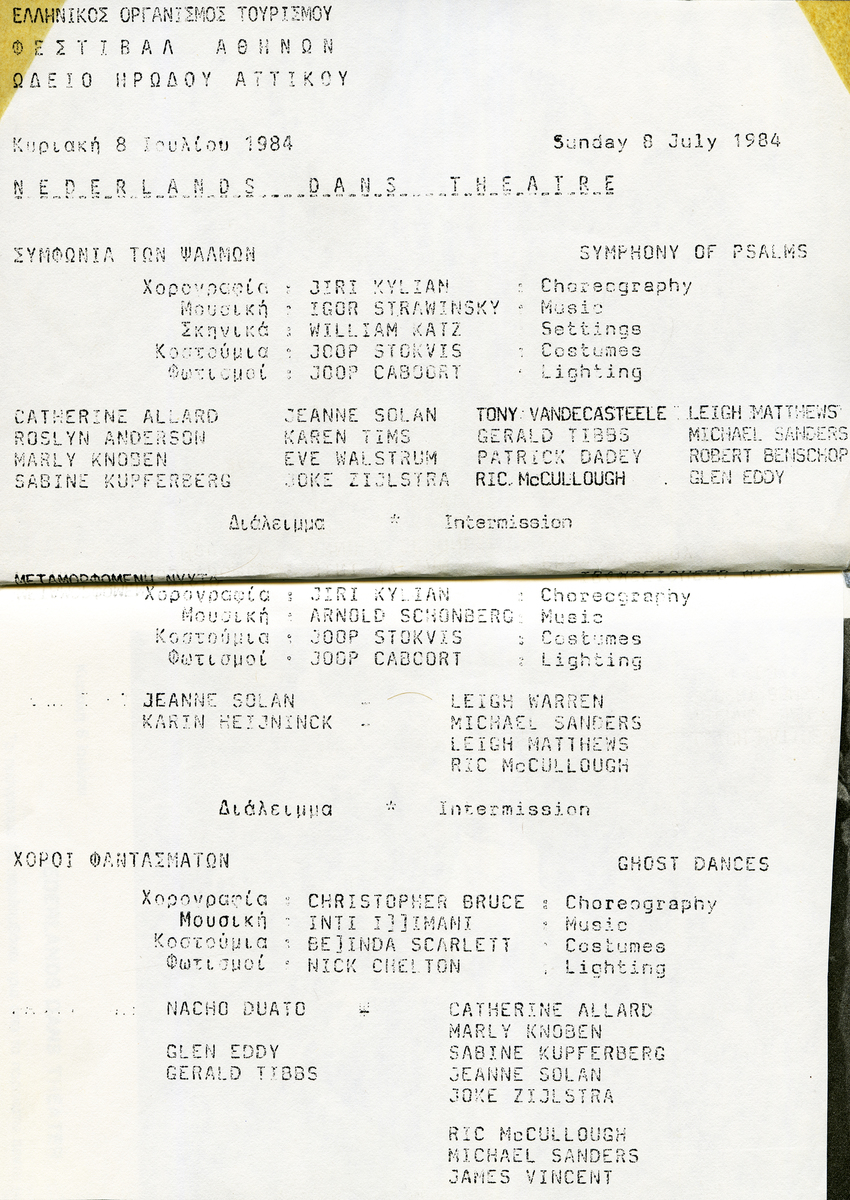 ΕΛΛΗΝΙΚΟΣ ΟΡΓΑΝΙΣΜΟΣ ΤΟΥΡΙΣΜΟΥ
ΦΕΣΤΙΒΑΛ ΑΘΗΝΩΝ
ΩΔΕΙΟ ΗΡΩΔΟΥ ΑΤΤΙΚΟΥ
Κυριακή 8 Ιουλίου 1984 Sunday 8 July 1984
NEDERLANDS DANS THEATRE
ΣΥΜΦΩΝΙΑ ΤΩΝ ΨΑΛΜΩΝ SYMPHONY OF PSALMS
Χορογραφία : JIRI KYLIAN : Choreography
Μουσική : IGOR STRAWINSKY : Music
Σκηνικά : WILLIAM KATZ Settings
Κοστούμια : JOOP STOKVIS : Costumes
Φωτισμοί : JOOP CABOORT : Lighting
CATHERINE ALLARD JEANNE SOLAN TONY VANDECASTEELE LEIGH MATTHEWS
ROSLYN ANDERSON KAREN TIMS GERALD TIBBS MICHAEL SANDERS
MARLY KNOBEN EVE WALSTRUM PATRICK DADEY ROBERT BENSCHOP
SABINE KUPFERBERG JOKE ZIJLSTRA RIC McCULLOUGH GLEN EDDY
Διάλειμμα * Intermission
ΜΕΤΑΜΟΡΦΩΜΕΝΗ ΝΥΧΤΑ
Χορογραφία : JIRI KYLIAN : Choreography
Μουσική : ARNOLD SCHONBERG : Music
Κοστούμια : JOOP STOKVIS : Costumes
Φωτισμοί : JOOP CABOORT : Lighting
JEANNE SOLAN - LEIGH WARREN
KARIN HEIJNINCK - MICHAEL SANDERS
LEIGH MATTHEWS
RIC McCULLOUGH
Διάλειμμα * Intermission
ΧΟΡΟΙ ΦΑΝΤΑΣΜΑΤΩΝ GHOST DANCES
Χορογραφία : CHRISTOPHER BRUCE : Choreography
Μουσική : INTI I]]IMANI : Music
Κοστούμια : BE]INDA SCARLETT : Costumes
Φωτισμοί : NICK CHELTON : Lighting
NACHO DUATO * CATHERINE ALLARD
MARLY KNOBEN
GLEN EDDY SABINE KUPFERBERG
GERALD TIBBS JEANNE SOLAN
JOKE ZIJLSTRA
RIC McCULLOUGH
MICHAEL SANDERS
JAMES VINCENT